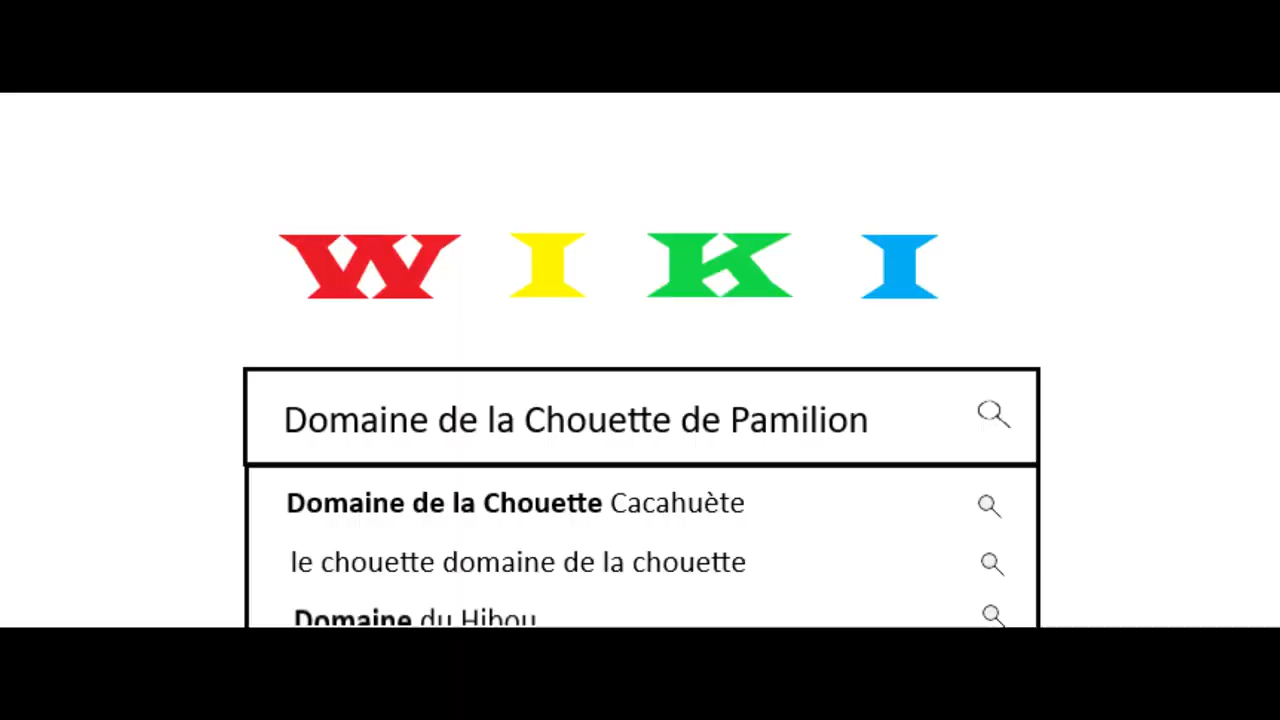 W I K I
Domaine de la Chouette de Pamilion
Domaine de la Chouette Cacahuète
le chouette domaine de la chouette
Domaine du Hibou